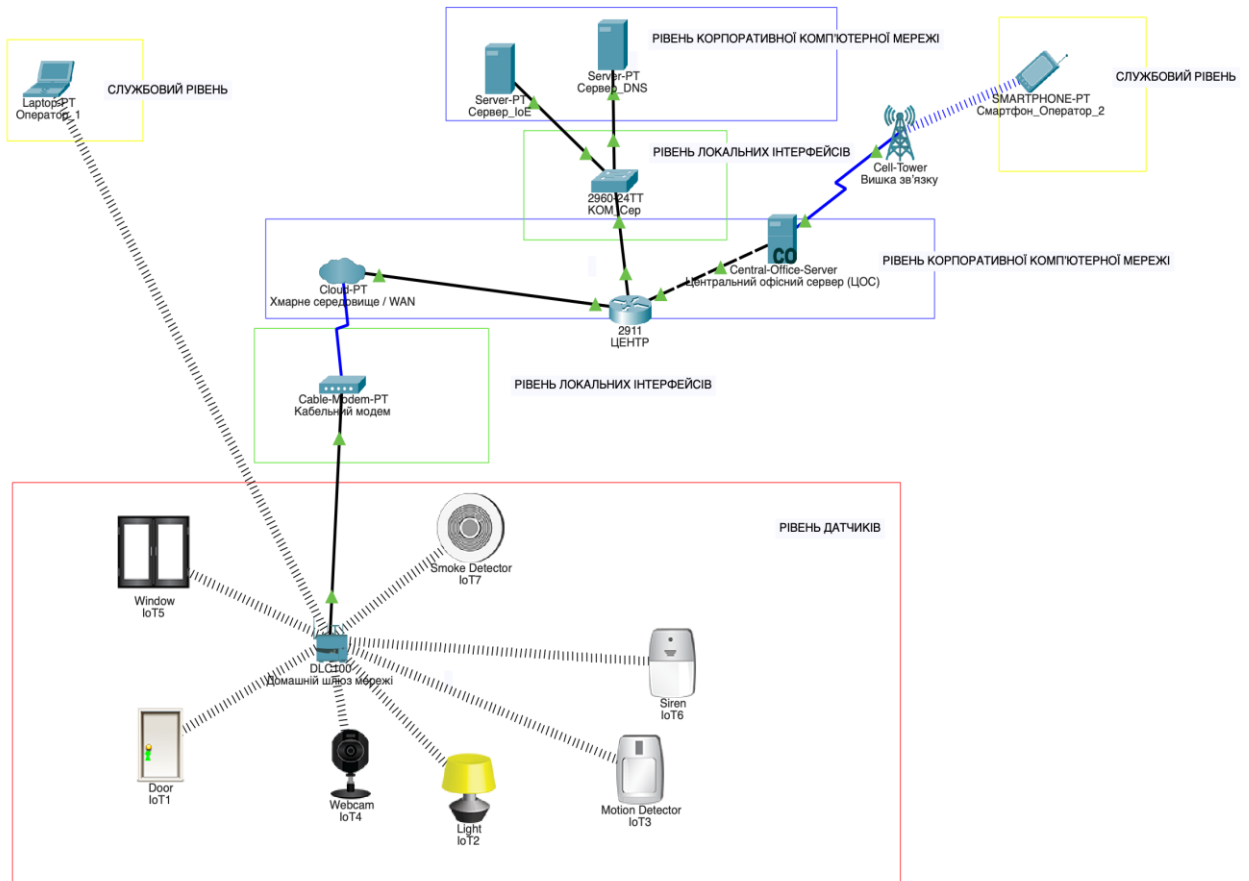 РІВЕНЬ КОРПОРАТИВНОЇ КОМП'ЮТЕРНОЇ МЕРЕЖІ
Server-PT
Сервер_DNS
Server-PT
Сервер_IoE
СЛУЖБОВИЙ РІВЕНЬ
Laptop-PT
Оператор_1
СЛУЖБОВИЙ РІВЕНЬ
SMARTPHONE-PT
Смартфон_Оператор_2
РІВЕНЬ ЛОКАЛЬНИХ ІНТЕРФЕЙСІВ
Cell-Tower
Вишка зв'язку
2960-24TT
КОМ_Сер
CO
Central-Office-Server
Центральний офісний сервер (ЦОС)
РІВЕНЬ КОРПОРАТИВНОЇ КОМП'ЮТЕРНОЇ МЕРЕЖІ
Cloud-PT
Хмарне середовище / WAN
2911
ЦЕНТР
РІВЕНЬ ЛОКАЛЬНИХ ІНТЕРФЕЙСІВ
Cable-Modem-PT
Кабельний модем
РІВЕНЬ ДАТЧИКІВ
Smoke Detector
IoT7
Window
IoT5
DLC100
Домашній шлюз мережі
Siren
IoT6
Door
IoT1
Webcam
IoT4
Light
IoT2
Motion Detector
IoT3